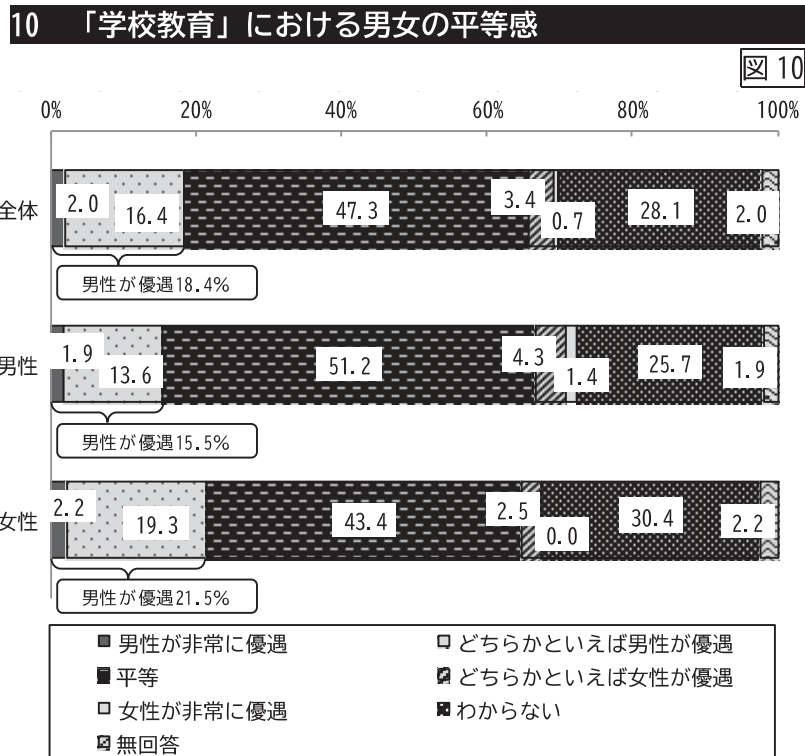 10 「学校教育」における男女の平等感
図 10
0% 20% 40% 60% 80% 100%
全体 2.0 16.4 47.3 3.4 0.7 28.1 2.0
男性が優遇18.4%
男性 1.9 13.6 51.2 4.3 1.4 25.7 1.9
男性が優遇15.5%
女性 2.2 19.3 43.4 2.5 0.0 30.4 2.2
男性が優遇21.5%
男性が非常に優遇 どちらかといえば男性が優遇
平等 どちらかといえば女性が優遇
女性が非常に優遇 わからない
無回答